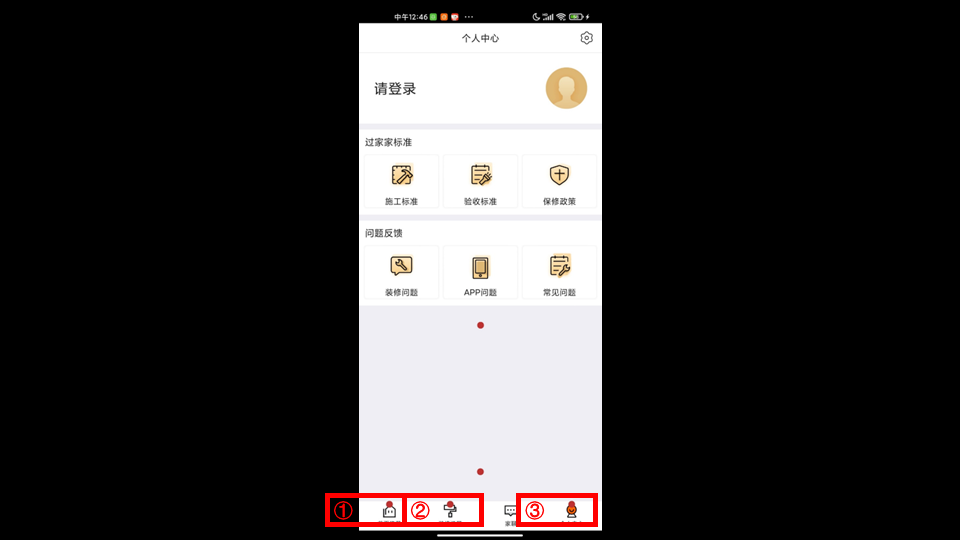 中午12:46
个人中心
请登录
过家家标准
施工标准 验收标准 保修政策
问题反馈
装修问题 APP问题 常见问题
① ② ③
家